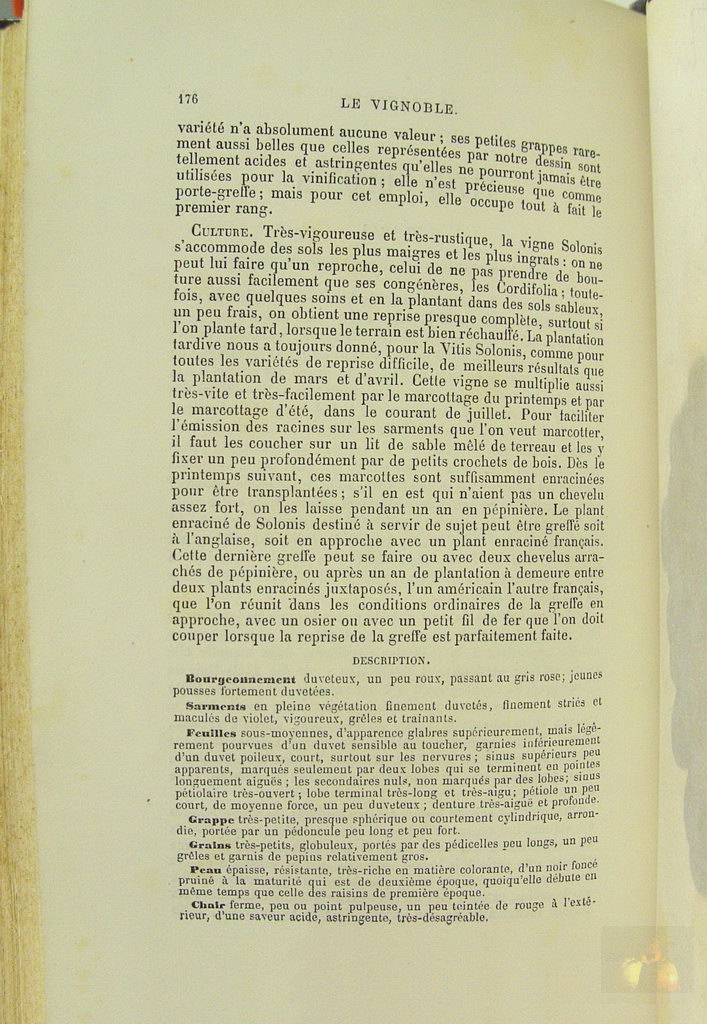 176
LE VIGNOBLE.
variété n'a absolument aucune valeur; ses petites grappes rare-
ment aussi belles que celles représentées par notre dessin sont
tellement acides et astringentes qu'elles ne pourront jamais être
utilisées pour la vinification; elle n'est précieuse que comme
porte-greffe; mais pour cet emploi, elle occupe tout à fait le
premier rang.
CULTURE. Très-vigoureuse et très-rustique, la vigne Solonis
s'accommode des sols les plus maigres et les plus ingrats: on ne
peut lui faire qu'un reproche, celui de ne pas prendre de bou-
ture aussi facilement que ses congénères, les Cordifolia; toute-
fois, avec quelques soins et en la plantant dans des sols sableux,
un peu frais, on obtient une reprise presque complète, surtout si
l'on plante tard, lorsque le terrain est bien réchauffé. La plantation
tardive nous a toujours donné, pour la Vitis Solonis, comme pour
toutes les variétés de reprise difficile, de meilleurs résultats que
la plantation de mars et d'avril. Cette vigne se multiplie aussi
très-vite et très-facilement par le marcottage du printemps et par
le marcottage d'été, dans le courant de juillet. Pour faciliter
l'émission des racines sur les sarments que l'on veut marcotter,
il faut les coucher sur un lit de sable mêlé de terreau et les y
fixer un peu profondément par de petits crochets de bois. Dès le
printemps suivant, ces marcottes sont suffisamment enracinées
pour être transplantées; s'il en est qui n'aient pas un chevelu
assez fort, on les laisse pendant un an en pépinière. Le plant
enraciné de Solonis destiné à servir de sujet peut être greffé soit
à l'anglaise, soit en approche avec un plant enraciné français.
Cette dernière greffe peut se faire ou avec deux chevelus arra-
chés de pépinière, ou après un an de plantation à demeure entre
deux plants enracinés juxtaposés, l'un américain l'autre français,
que l'on réunit dans les conditions ordinaires de la greffe en
approche, avec un osier ou avec un petit fil de fer que l'on doit
couper lorsque la reprise de la greffe est parfaitement faite.
DESCRIPTION.
Bourgeonnement duveteux, un peu roux, passant au gris rose; jeunes
pousses fortement duvetées.
Sarments en pleine végétation finement duvetés, finement striés et
maculés de violet, vigoureux, grêles et traînants.
Feuilles sous-moyennes, d'apparence glabres supérieurement, mais légè-
rement pourvues d'un duvet sensible au toucher, garnies inférieurement
d'un duvet poileux, court, surtout sur les nervures; sinus supérieurs peu
apparents, marqués seulement par deux lobes qui se terminent en pointes
longuement aiguës; les secondaires nuls, non marqués par des lobes; sinus
pétiolaire très-ouvert; lobe terminal très-long et très-aigu; pétiole un peu
court, de moyenne force, un peu duveteux; denture très-aiguë et profonde.
Grappe très-petite, presque sphérique ou courtement cylindrique, arron-
die, portée par un pédoncule peu long et peu fort.
Grains très-petits, globuleux, portés par des pédicelles peu longs, un peu
grêles et garnis de pepins relativement gros.
Peau épaisse, résistante, très-riche en matière colorante, d'un noir foncé
pruiné à la maturité qui est de deuxième époque, quoiqu'elle débute en
même temps que celle des raisins de première époque.
Chair ferme, peu ou point pulpeuse, un peu teintée de rouge à l'exté-
rieur, d'une saveur acide, astringente, très-désagréable.